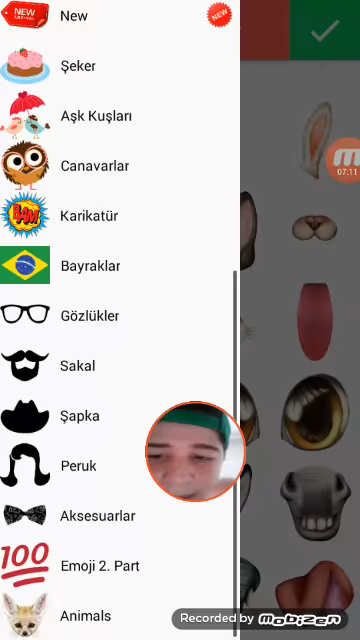 NEW
ARRIVAL
New
NEW
Şeker
Aşk Kuşları
Canavarlar
BAM
Karikatür
07:11
Bayraklar
Gözlükler
Sakal
Şapka
Peruk
Aksesuarlar
100
Emoji 2. Part
Animals
Recorded by MOBIZEN